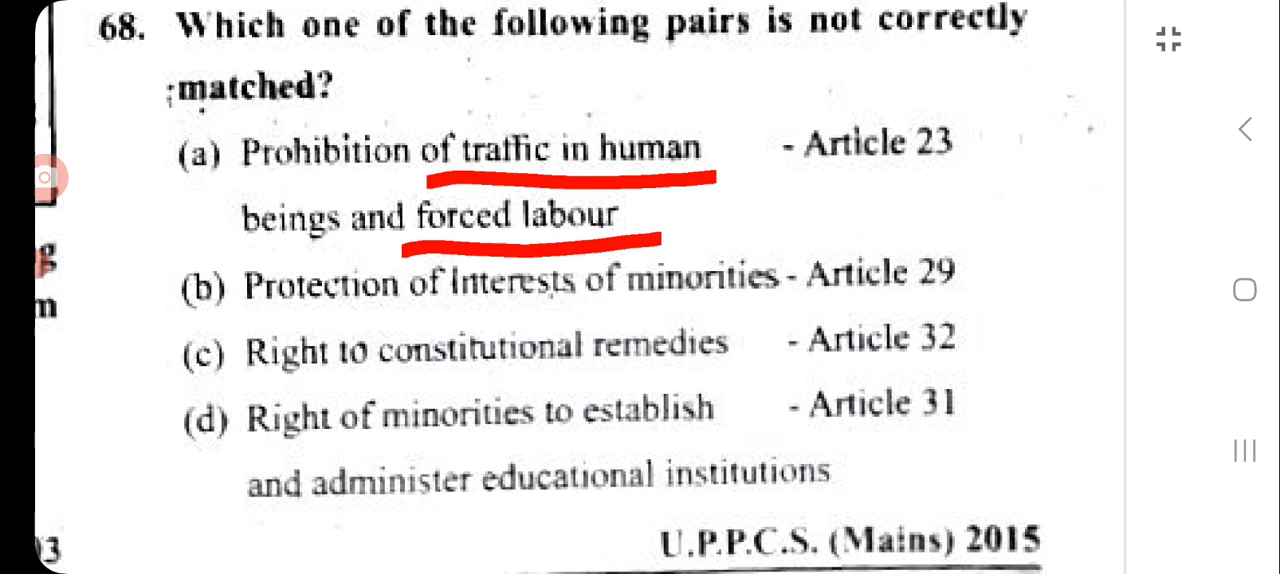 68. Which one of the following pairs is not correctly
matched?
(a) Prohibition of traffic in human - Article 23
beings and forced labour
(b) Protection of Interests of minorities - Article 29
(c) Right to constitutional remedies - Article 32
(d) Right of minorities to establish - Article 31
and administer educational institutions
U.P.P.C.S. (Mains) 2015
g
m
3